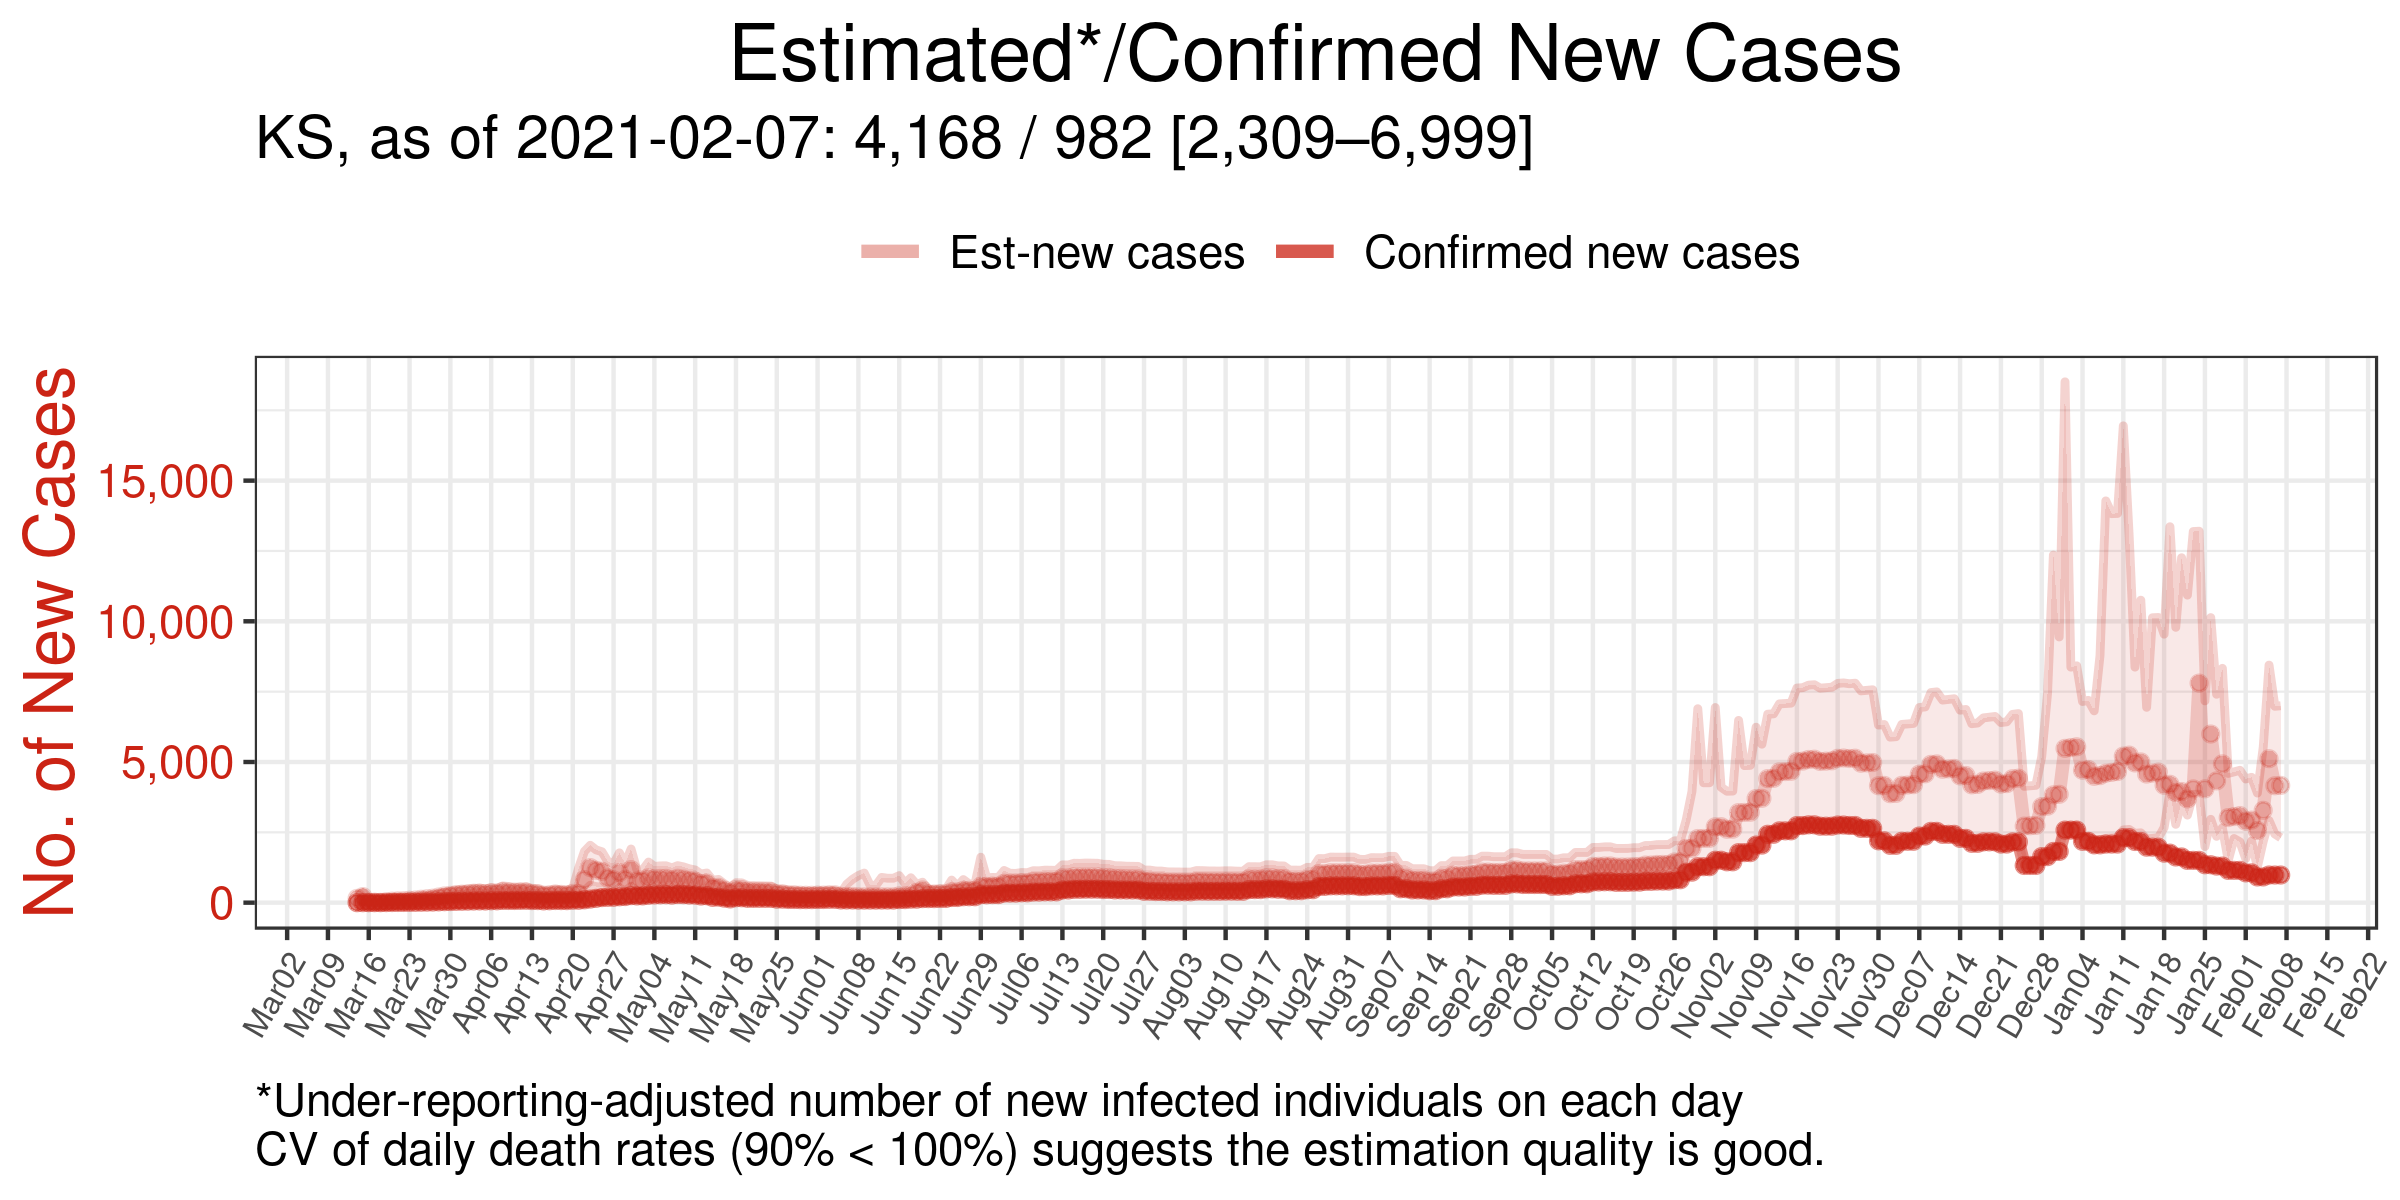 Estimated*/Confirmed New Cases
KS, as of 2021-02-07: 4,168 / 982 [2,309–6,999]
Est-new cases
Confirmed new cases
No. of New Cases
15,000
10,000
5,000
0
Mar02
Mar09
Mar16
Mar23
Mar30
Apr06
Apr13
Apr20
Apr27
May04
May11
May18
May25
Jun01
Jun08
Jun15
Jun22
Jun29
Jul06
Jul13
Jul20
Jul27
Aug03
Aug10
Aug17
Aug24
Aug31
Sep07
Sep14
Sep21
Sep28
Oct05
Oct12
Oct19
Oct26
Nov02
Nov09
Nov16
Nov23
Nov30
Dec07
Dec14
Dec21
Dec28
Jan04
Jan11
Jan18
Jan25
Feb01
Feb08
Feb15
Feb22
*Under-reporting-adjusted number of new infected individuals on each day
CV of daily death rates (90% < 100%) suggests the estimation quality is good.